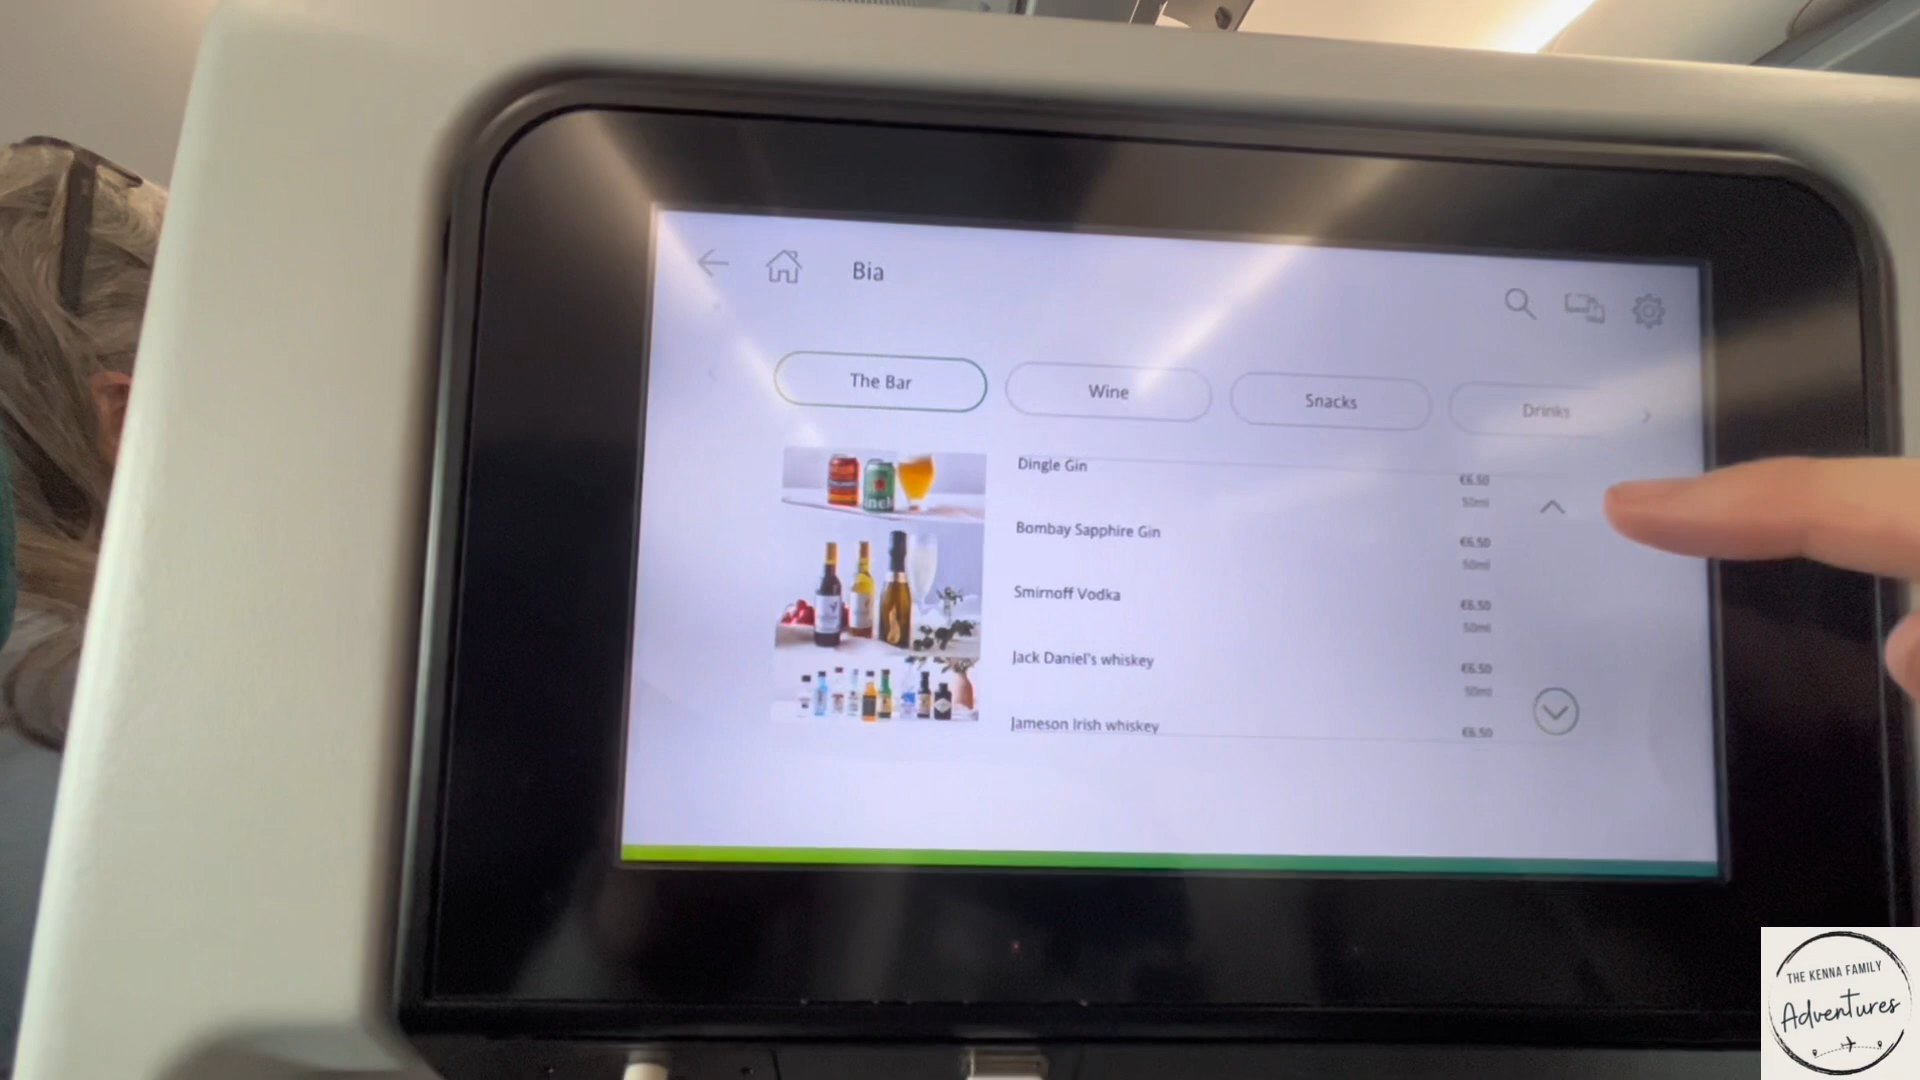 Bia
The Bar
Wine
Snacks
Drinks
Dingle Gin
€6.50
50ml
Bombay Sapphire Gin
€6.50
50ml
Smirnoff Vodka
€6.50
50ml
Jack Daniel's whiskey
€6.50
50ml
Jameson Irish whiskey
€6.50
THE KENNA FAMILY
Adventures